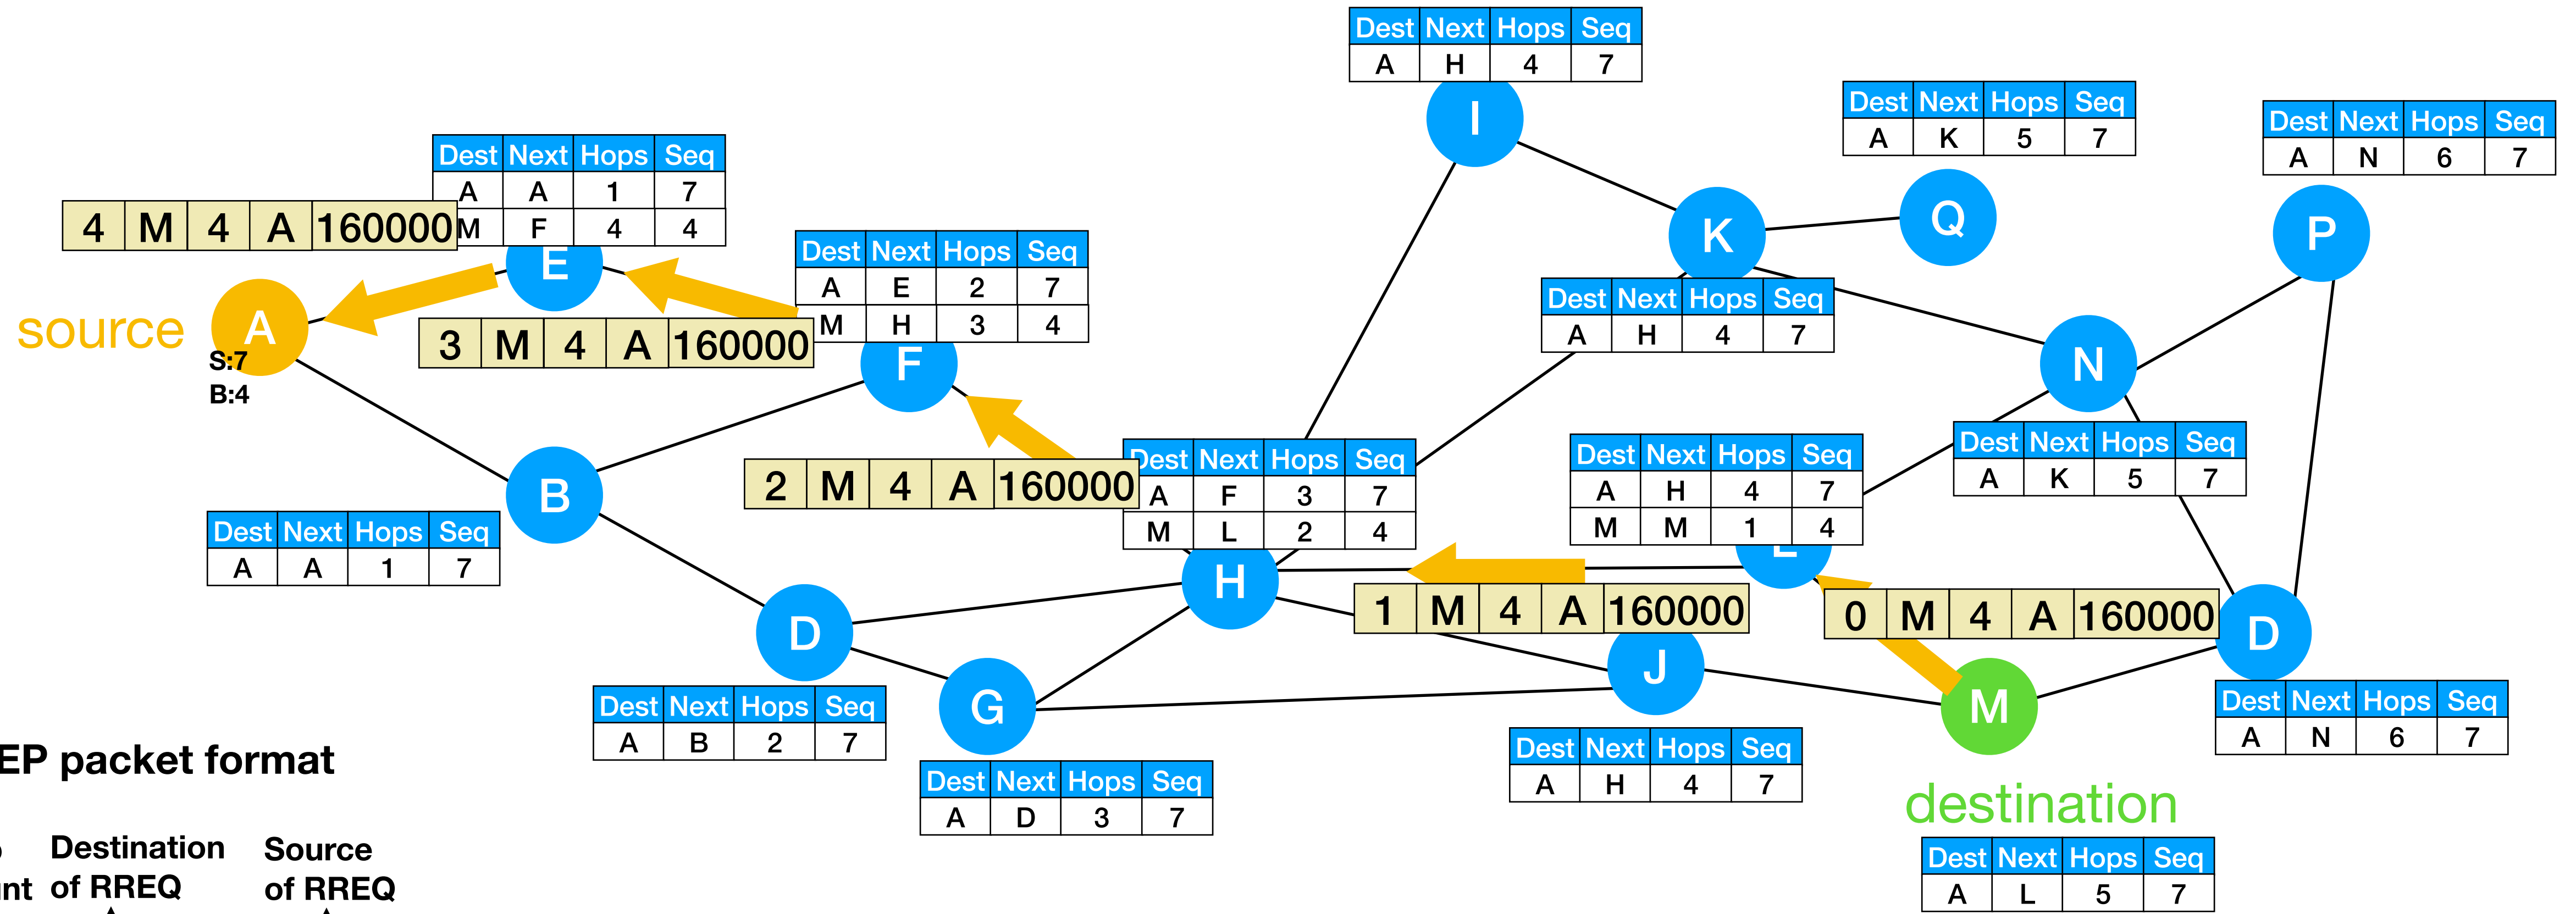 Dest Next Hops Seq
A H 4 7
I
Dest Next Hops Seq
A K 5 7
Q
Dest Next Hops Seq
A N 6 7
P
Dest Next Hops Seq
A A 1 7
M F 4 4
E
4 M 4 A 160000
source
A
S:7
B:4
Dest Next Hops Seq
A E 2 7
M H 3 4
F
3 M 4 A 160000
K
Dest Next Hops Seq
A H 4 7
N
Dest Next Hops Seq
A K 5 7
B
Dest Next Hops Seq
A A 1 7
2 M 4 A 160000
Dest Next Hops Seq
A F 3 7
M L 2 4
H
Dest Next Hops Seq
A H 4 7
M M 1 4
L
1 M 4 A 160000
0 M 4 A 160000
D
Dest Next Hops Seq
A B 2 7
G
Dest Next Hops Seq
A D 3 7
J
Dest Next Hops Seq
A H 4 7
D
Dest Next Hops Seq
A N 6 7
M
destination
Dest Next Hops Seq
A L 5 7
EP packet format
Destination
of RREQ
Source
of RREQ